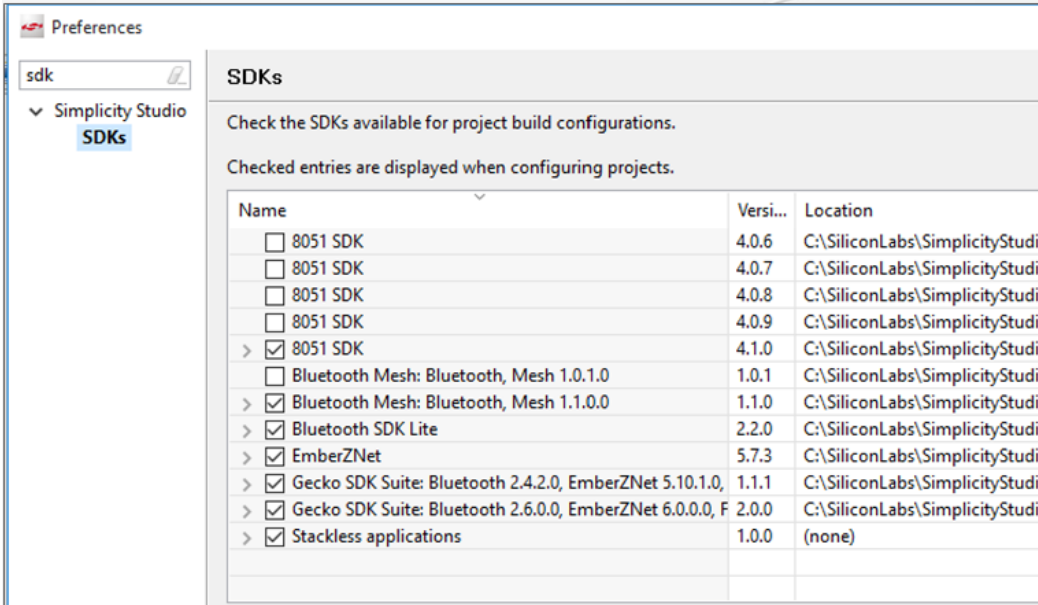 Preferences
sdk
Simplicity Studio
SDKs
SDKs
Check the SDKs available for project build configurations.
Checked entries are displayed when configuring projects.
Name Versi... Location
8051 SDK 4.0.6 C:\SiliconLabs\SimplicityStudi
8051 SDK 4.0.7 C:\SiliconLabs\SimplicityStudi
8051 SDK 4.0.8 C:\SiliconLabs\SimplicityStudi
8051 SDK 4.0.9 C:\SiliconLabs\SimplicityStudi
8051 SDK 4.1.0 C:\SiliconLabs\SimplicityStudi
Bluetooth Mesh: Bluetooth, Mesh 1.0.1.0 1.0.1 C:\SiliconLabs\SimplicityStudi
Bluetooth Mesh: Bluetooth, Mesh 1.1.0.0 1.1.0 C:\SiliconLabs\SimplicityStudi
Bluetooth SDK Lite 2.2.0 C:\SiliconLabs\SimplicityStudi
EmberZNet 5.7.3 C:\SiliconLabs\SimplicityStudi
Gecko SDK Suite: Bluetooth 2.4.2.0, EmberZNet 5.10.1.0, 1.1.1 C:\SiliconLabs\SimplicityStudi
Gecko SDK Suite: Bluetooth 2.6.0.0, EmberZNet 6.0.0.0, F 2.0.0 C:\SiliconLabs\SimplicityStudi
Stackless applications 1.0.0 (none)